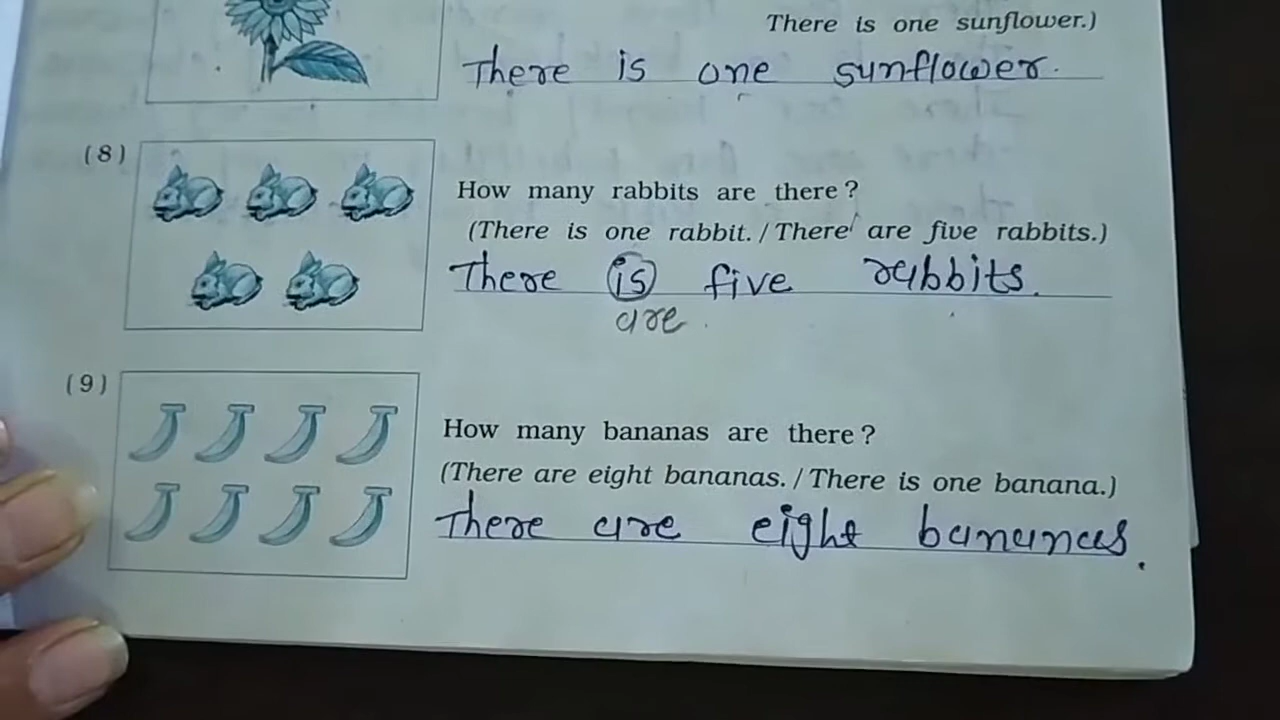 There is one sunflower.)
There is one sunflower.
(8)
How many rabbits are there?
(There is one rabbit. / There are five rabbits.)
There is five rabbits.
are
(9)
How many bananas are there?
(There are eight bananas. / There is one banana.)
There are eight bananas.